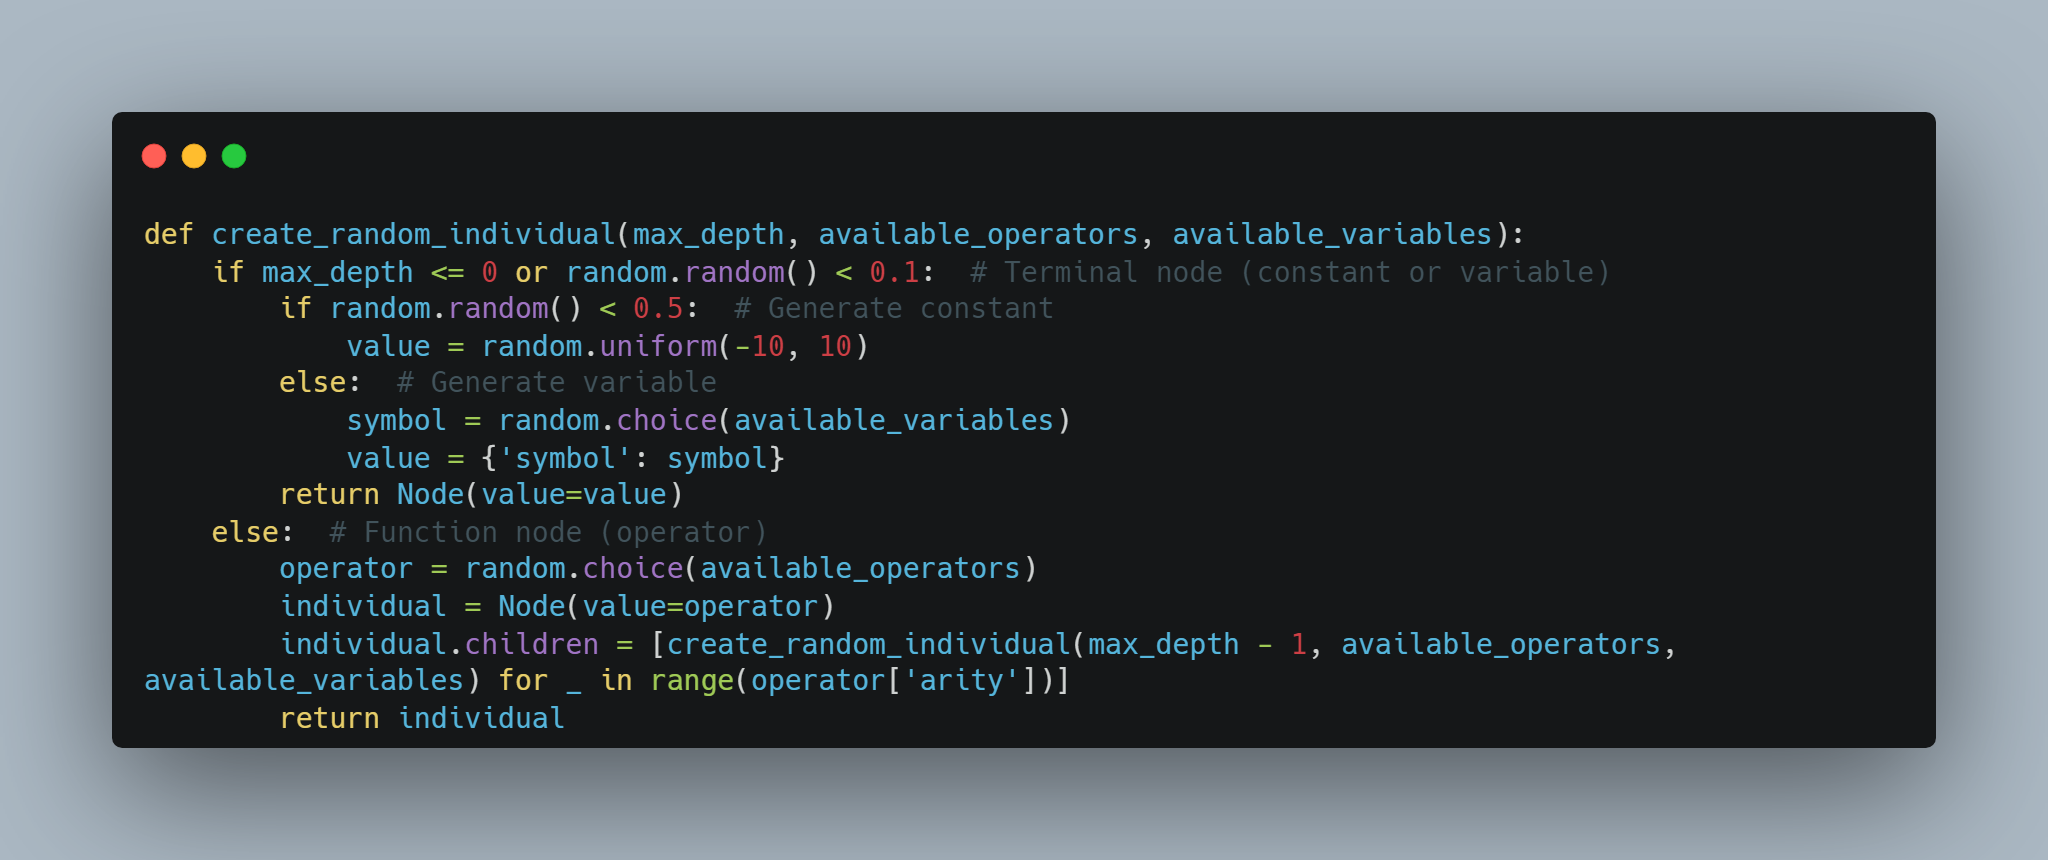 def create_random_individual(max_depth, available_operators, available_variables):
    if max_depth <= 0 or random.random() < 0.1:  # Terminal node (constant or variable)
        if random.random() < 0.5:  # Generate constant
            value = random.uniform(-10, 10)
        else:  # Generate variable
            symbol = random.choice(available_variables)
            value = {'symbol': symbol}
        return Node(value=value)
    else:  # Function node (operator)
        operator = random.choice(available_operators)
        individual = Node(value=operator)
        individual.children = [create_random_individual(max_depth - 1, available_operators,
available_variables) for _ in range(operator['arity'])]
        return individual